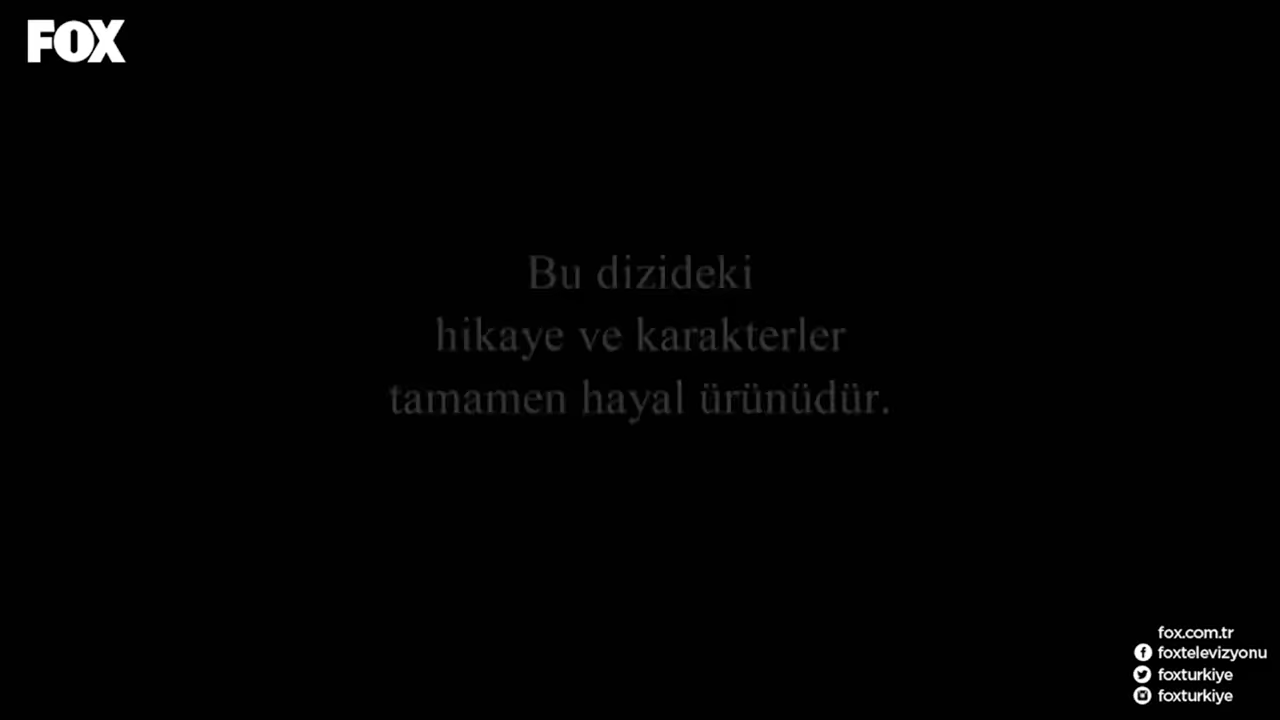 FOX
Bu dizideki
hikaye ve karakterler
tamamen hayal ürünüdür.
fox.com.tr
foxtelevizyonu
foxturkiye
foxturkiye